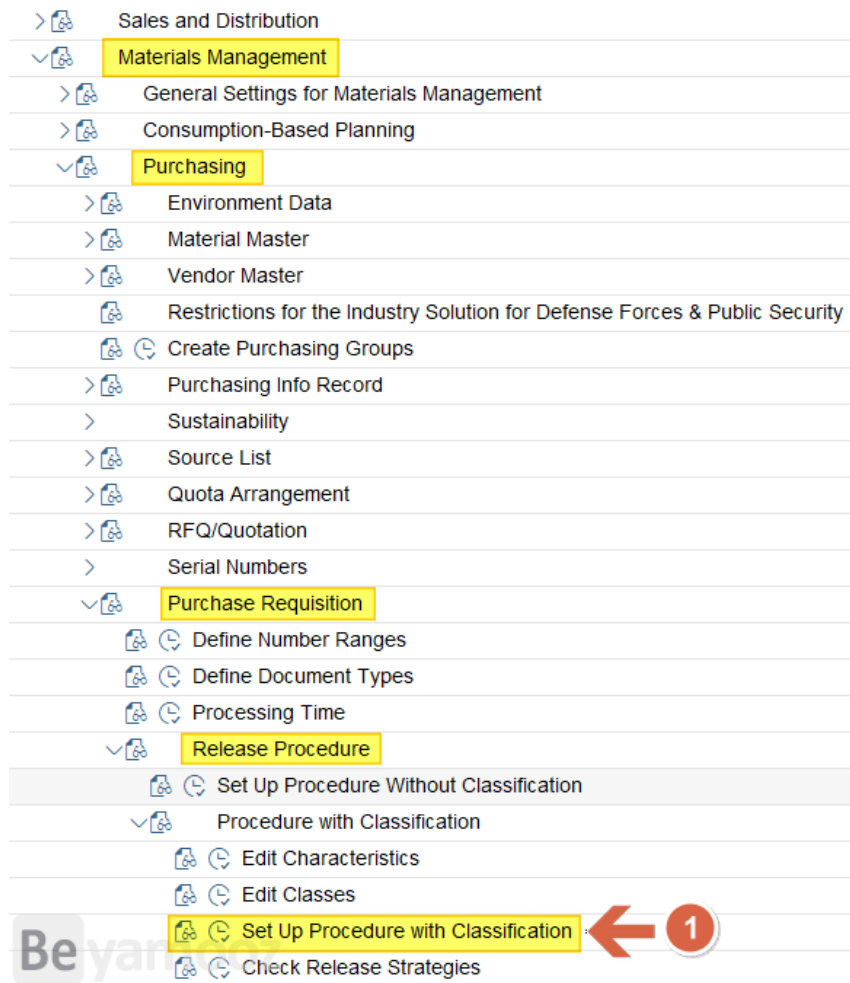 Sales and Distribution
Materials Management
General Settings for Materials Management
Consumption-Based Planning
Purchasing
Environment Data
Material Master
Vendor Master
Restrictions for the Industry Solution for Defense Forces & Public Security
Create Purchasing Groups
Purchasing Info Record
Sustainability
Source List
Quota Arrangement
RFQ/Quotation
Serial Numbers
Purchase Requisition
Define Number Ranges
Define Document Types
Processing Time
Release Procedure
Set Up Procedure Without Classification
Procedure with Classification
Edit Characteristics
Edit Classes
Set Up Procedure with Classification 1
Beyamooz
Check Release Strategies